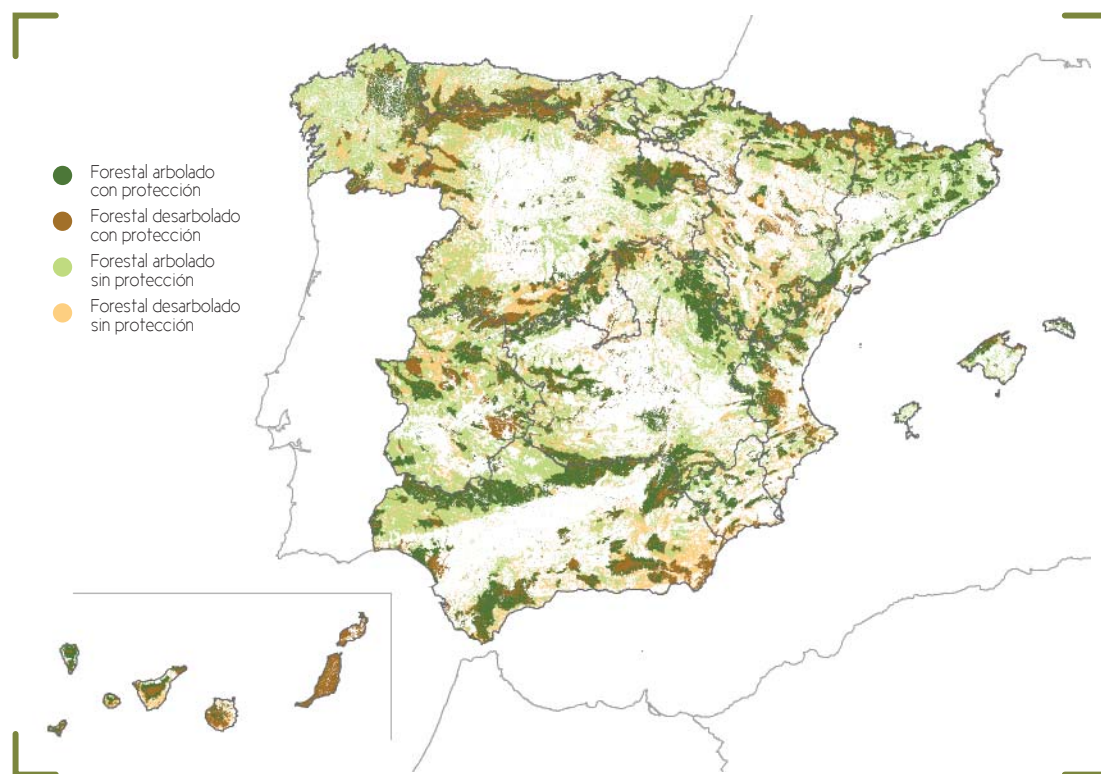 Forestal arbolado
con protección
Forestal desarbolado
con protección
Forestal arbolado
sin protección
Forestal desarbolado
sin protección